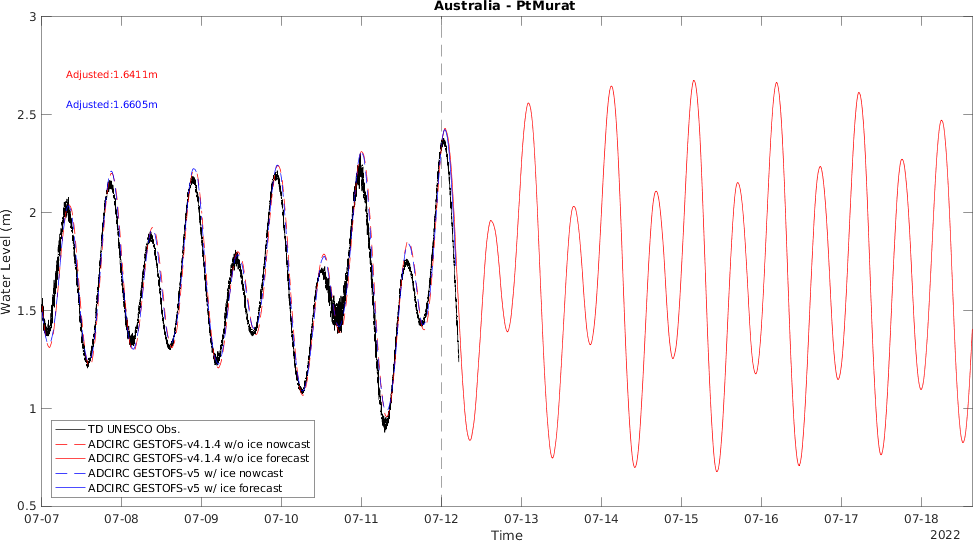 Australia - PtMurat
3
2.5
2
1.5
1
0.5
Water Level (m)
Adjusted:1.6411m
Adjusted:1.6605m
TD UNESCO Obs.
ADCIRC GESTOFS-v4.1.4 w/o ice nowcast
ADCIRC GESTOFS-v4.1.4 w/o ice forecast
ADCIRC GESTOFS-v5 w/ ice nowcast
ADCIRC GESTOFS-v5 w/ ice forecast
07-07 07-08 07-09 07-10 07-11 07-12 07-13 07-14 07-15 07-16 07-17 07-18
Time
2022